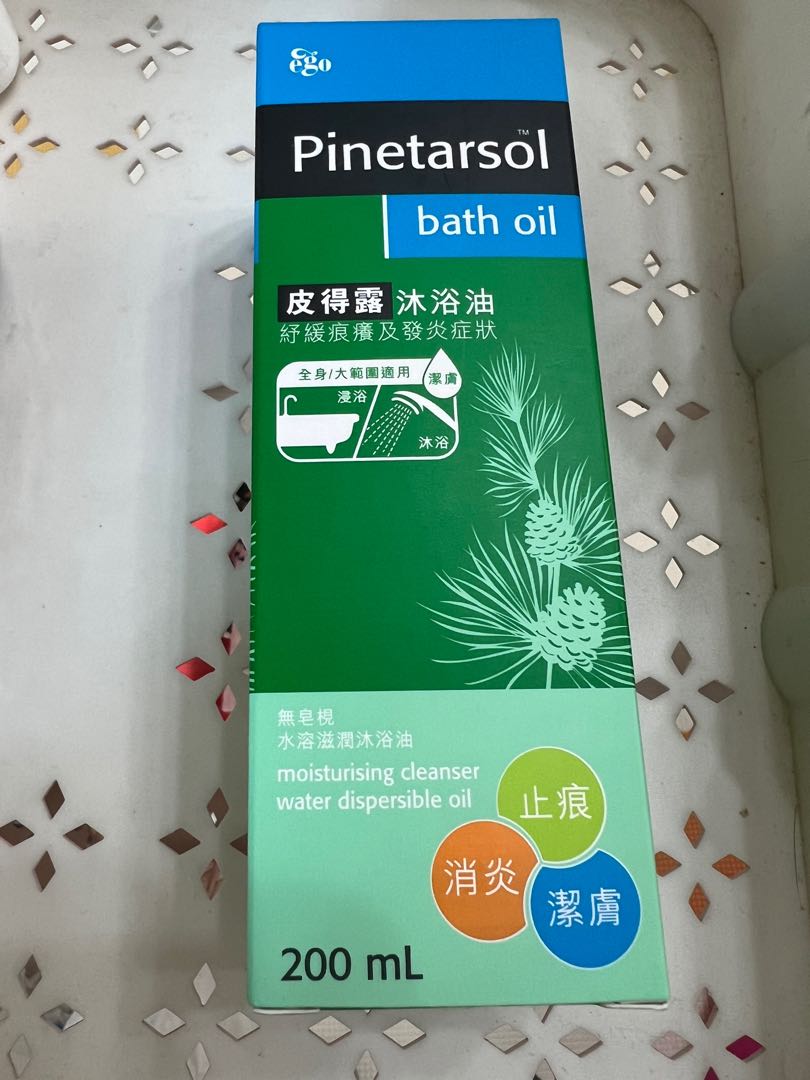 ego
Pinetarsol™
bath oil
皮得露 沐浴油
紓緩痕癢及發炎症狀
全身/大範圍適用
潔膚
浸浴
沐浴
無皂梘
水溶滋潤沐浴油
moisturising cleanser
water dispersible oil
止痕
消炎
潔膚
200 mL